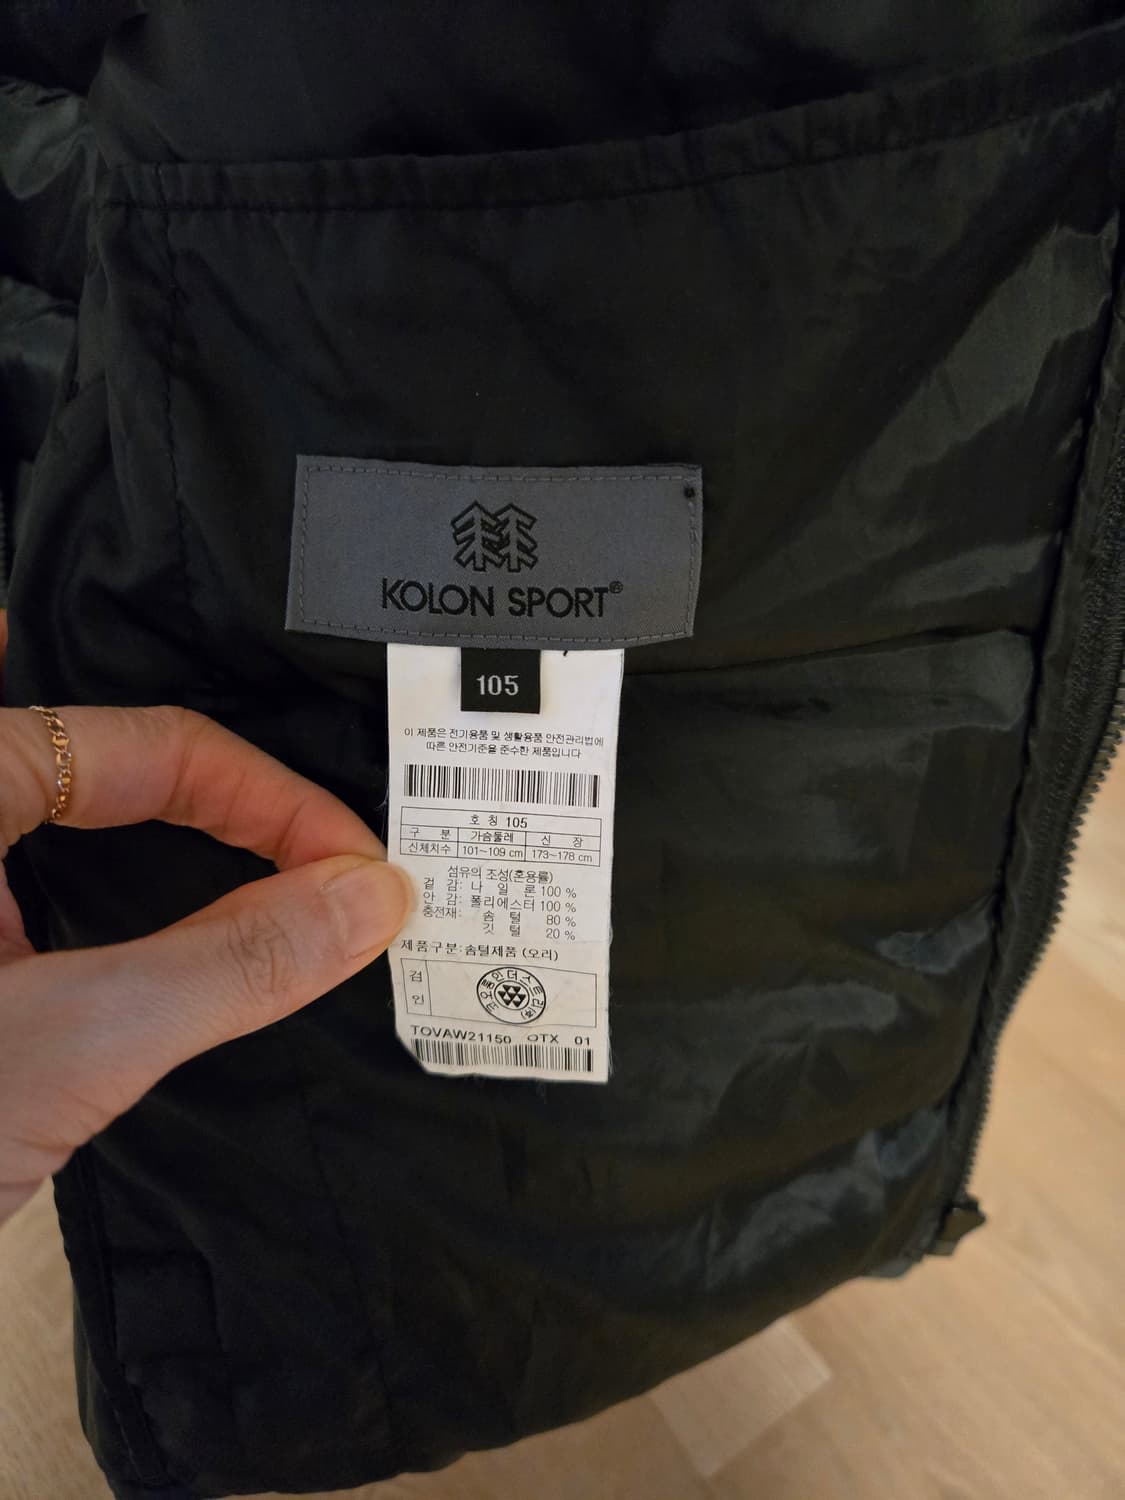 KOLON SPORT®
105
이 제품은 전기용품 및 생활용품 안전관리법에
따른 안전기준을 준수한 제품입니다
호 칭 105
구 분 가슴둘레 신 장
신체치수 101~109 cm 173~178 cm
섬유의 조성(혼용률)
겉 감: 나 일 론 100 %
안 감: 폴리에스터 100 %
충전재: 솜 털 80 %
깃 털 20 %
제품구분:솜털제품 (오리)
검
인
TOVAW21150 OTX 01